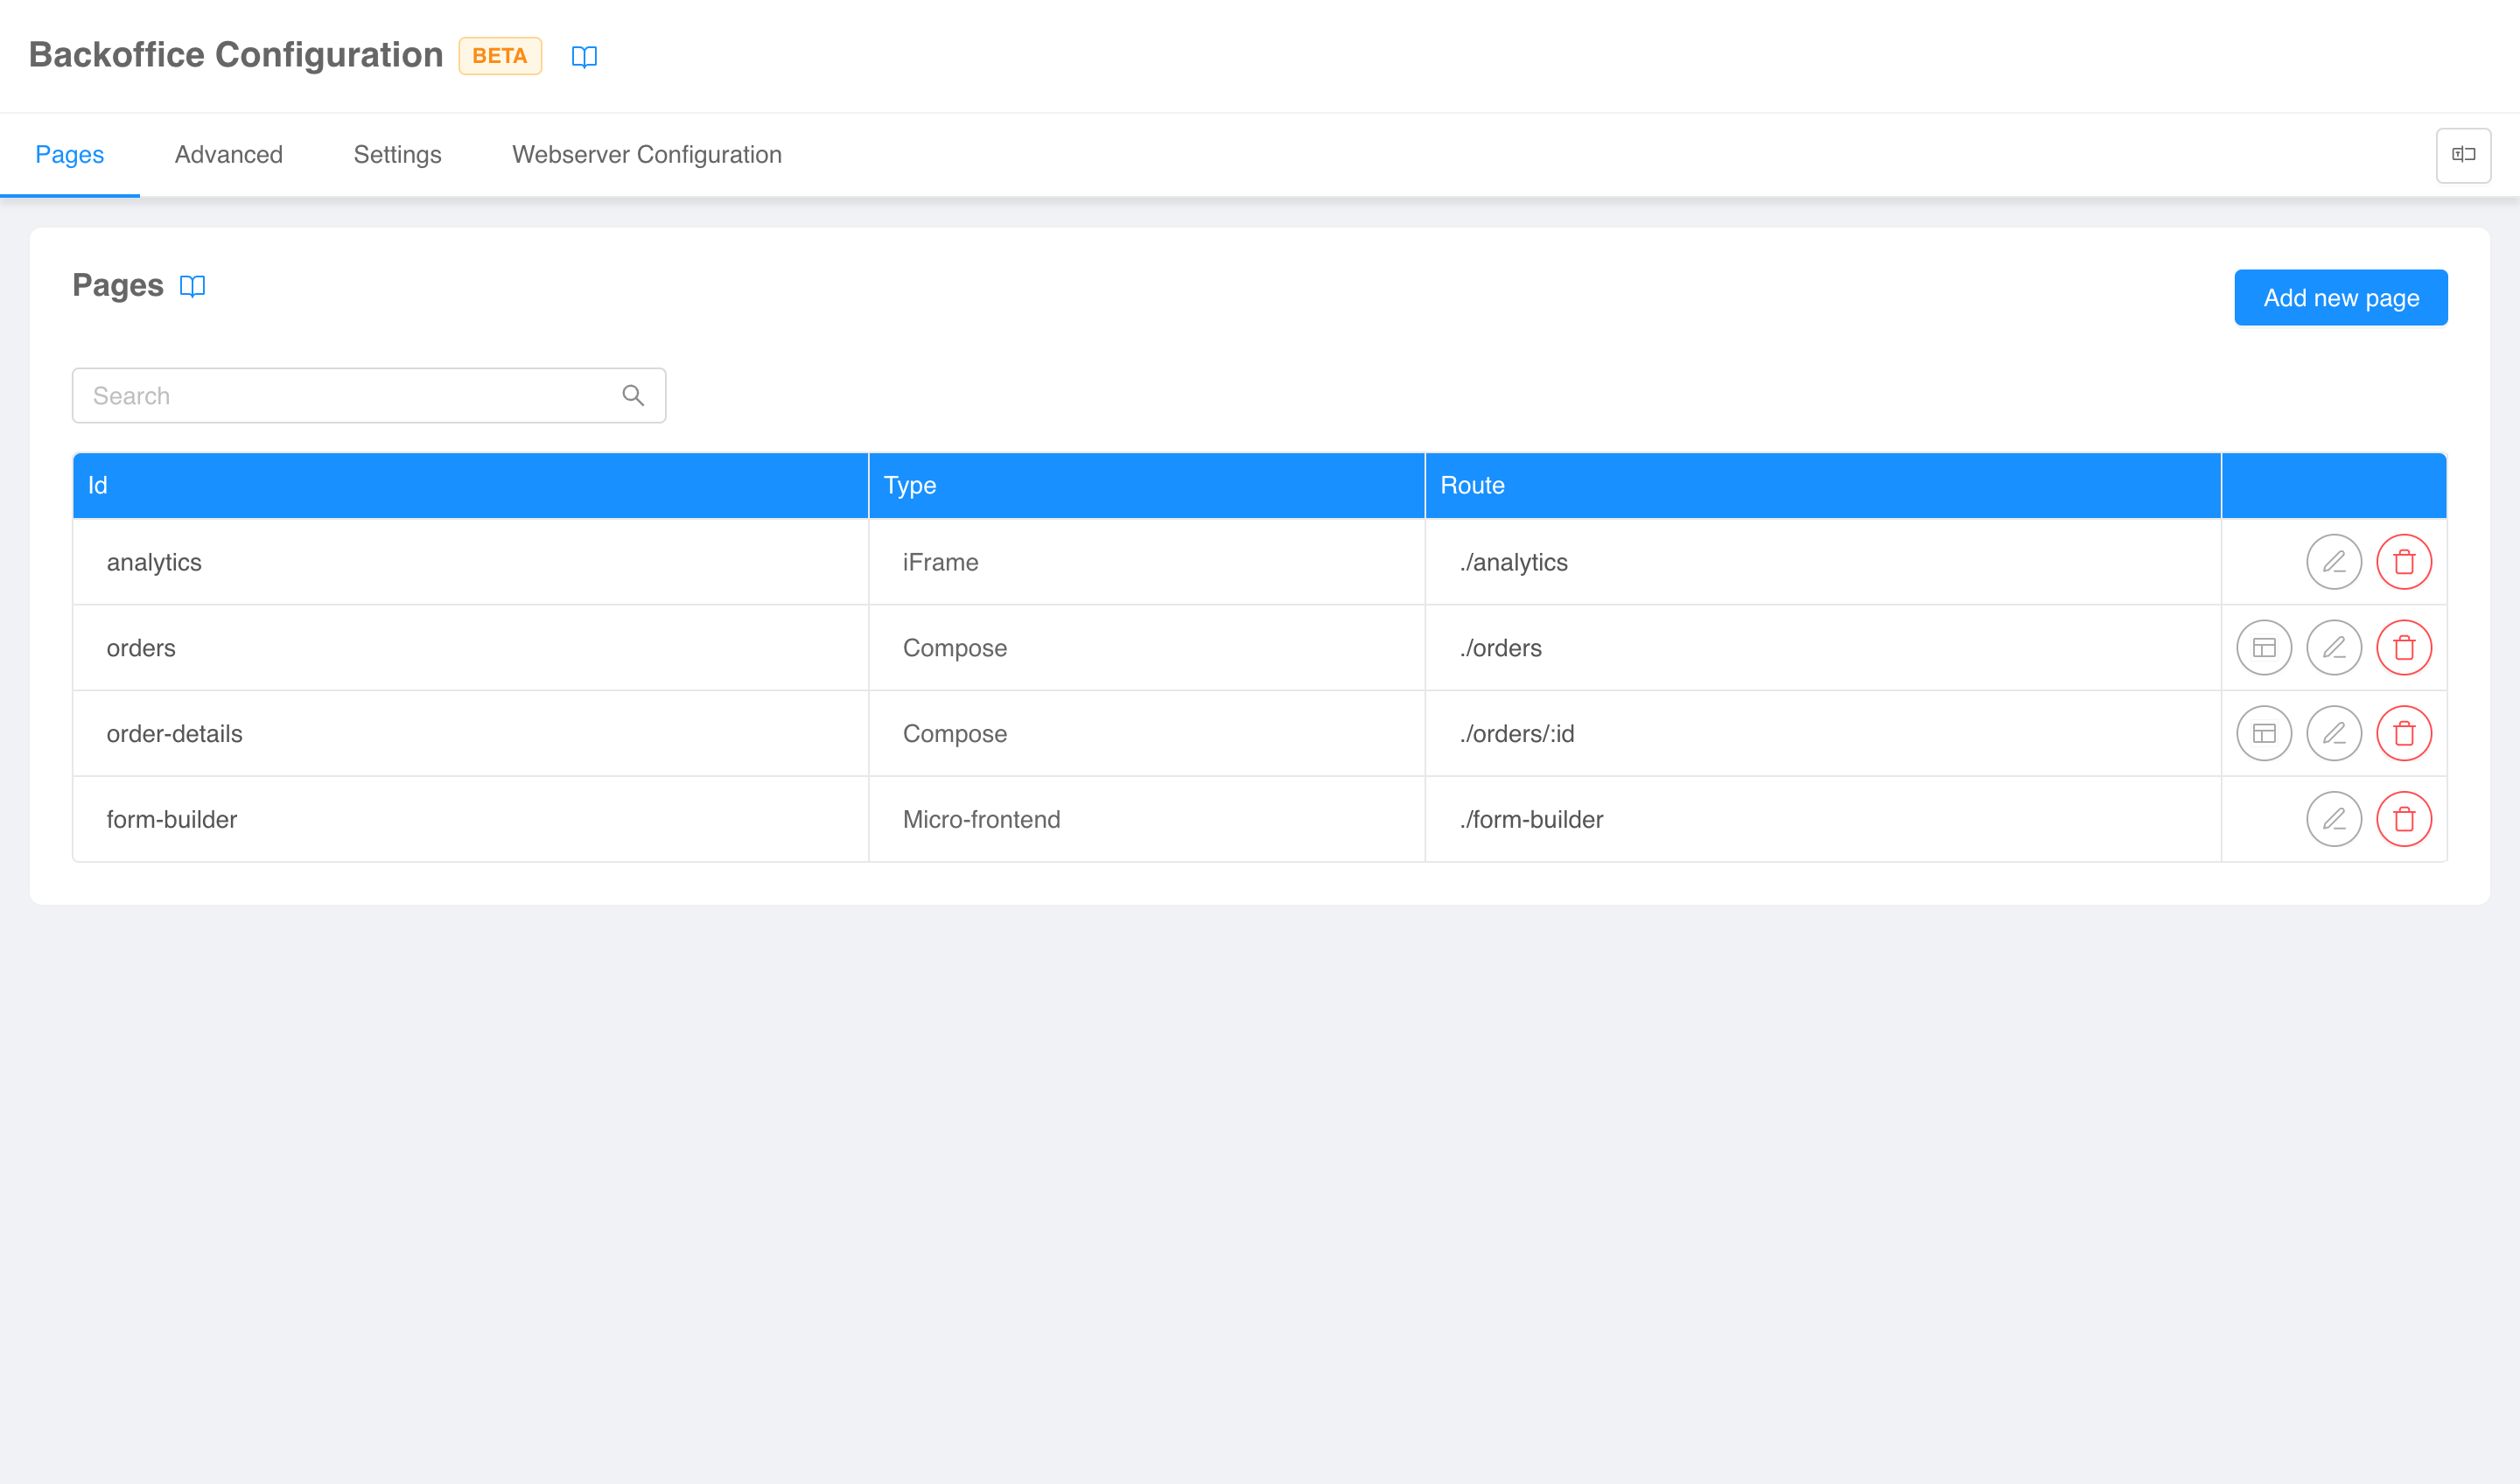 Backoffice Configuration BETA
Pages Advanced Settings Webserver Configuration
Pages
Add new page
Search
Id Type Route
analytics iFrame ./analytics
orders Compose ./orders
order-details Compose ./orders/:id
form-builder Micro-frontend ./form-builder